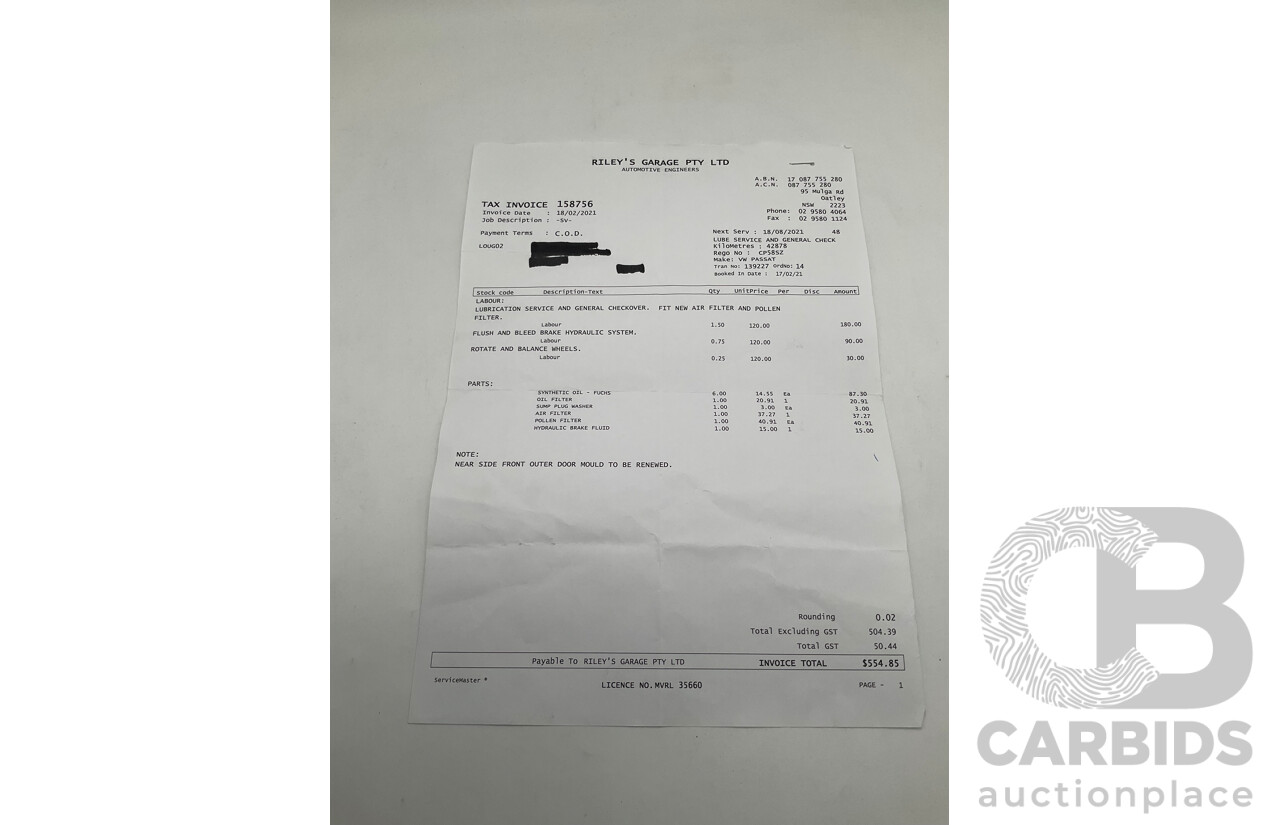 RILEY'S GARAGE PTY LTD
AUTOMOTIVE ENGINEERS
A.B.N. 17 087 755 280
A.C.N. 087 755 280
95 Mulga Rd
Oatley
NSW 2223
Phone: 02 9580 4064
Fax : 02 9580 1124
TAX INVOICE 158756
Invoice Date : 18/02/2021
Job Description : -SV-
Payment Terms : C.O.D.
LOUG02
Next Serv : 18/08/2021 48
LUBE SERVICE AND GENERAL CHECK
KiloMetres : 42878
Rego No : CP58SZ
Make: VW PASSAT
Tran No: 139227 OrdNo: 14
Booked In Date : 17/02/21
Stock code Description-Text Qty UnitPrice Per Disc Amount
LABOUR:
LUBRICATION SERVICE AND GENERAL CHECKOVER. FIT NEW AIR FILTER AND POLLEN
FILTER.
Labour 1.50 120.00 180.00
FLUSH AND BLEED BRAKE HYDRAULIC SYSTEM.
Labour 0.75 120.00 90.00
ROTATE AND BALANCE WHEELS.
Labour 0.25 120.00 30.00
PARTS:
SYNTHETIC OIL - FUCHS 6.00 14.55 Ea 87.30
OIL FILTER 1.00 20.91 1 20.91
SUMP PLUG WASHER 1.00 3.00 Ea 3.00
AIR FILTER 1.00 37.27 1 37.27
POLLEN FILTER 1.00 40.91 Ea 40.91
HYDRAULIC BRAKE FLUID 1.00 15.00 1 15.00
NOTE:
NEAR SIDE FRONT OUTER DOOR MOULD TO BE RENEWED.
Rounding 0.02
Total Excluding GST 504.39
Total GST 50.44
Payable To RILEY'S GARAGE PTY LTD INVOICE TOTAL $554.85
ServiceMaster *
LICENCE NO. MVRL 35660
PAGE - 1
CB
CARBIDS
auctionplace